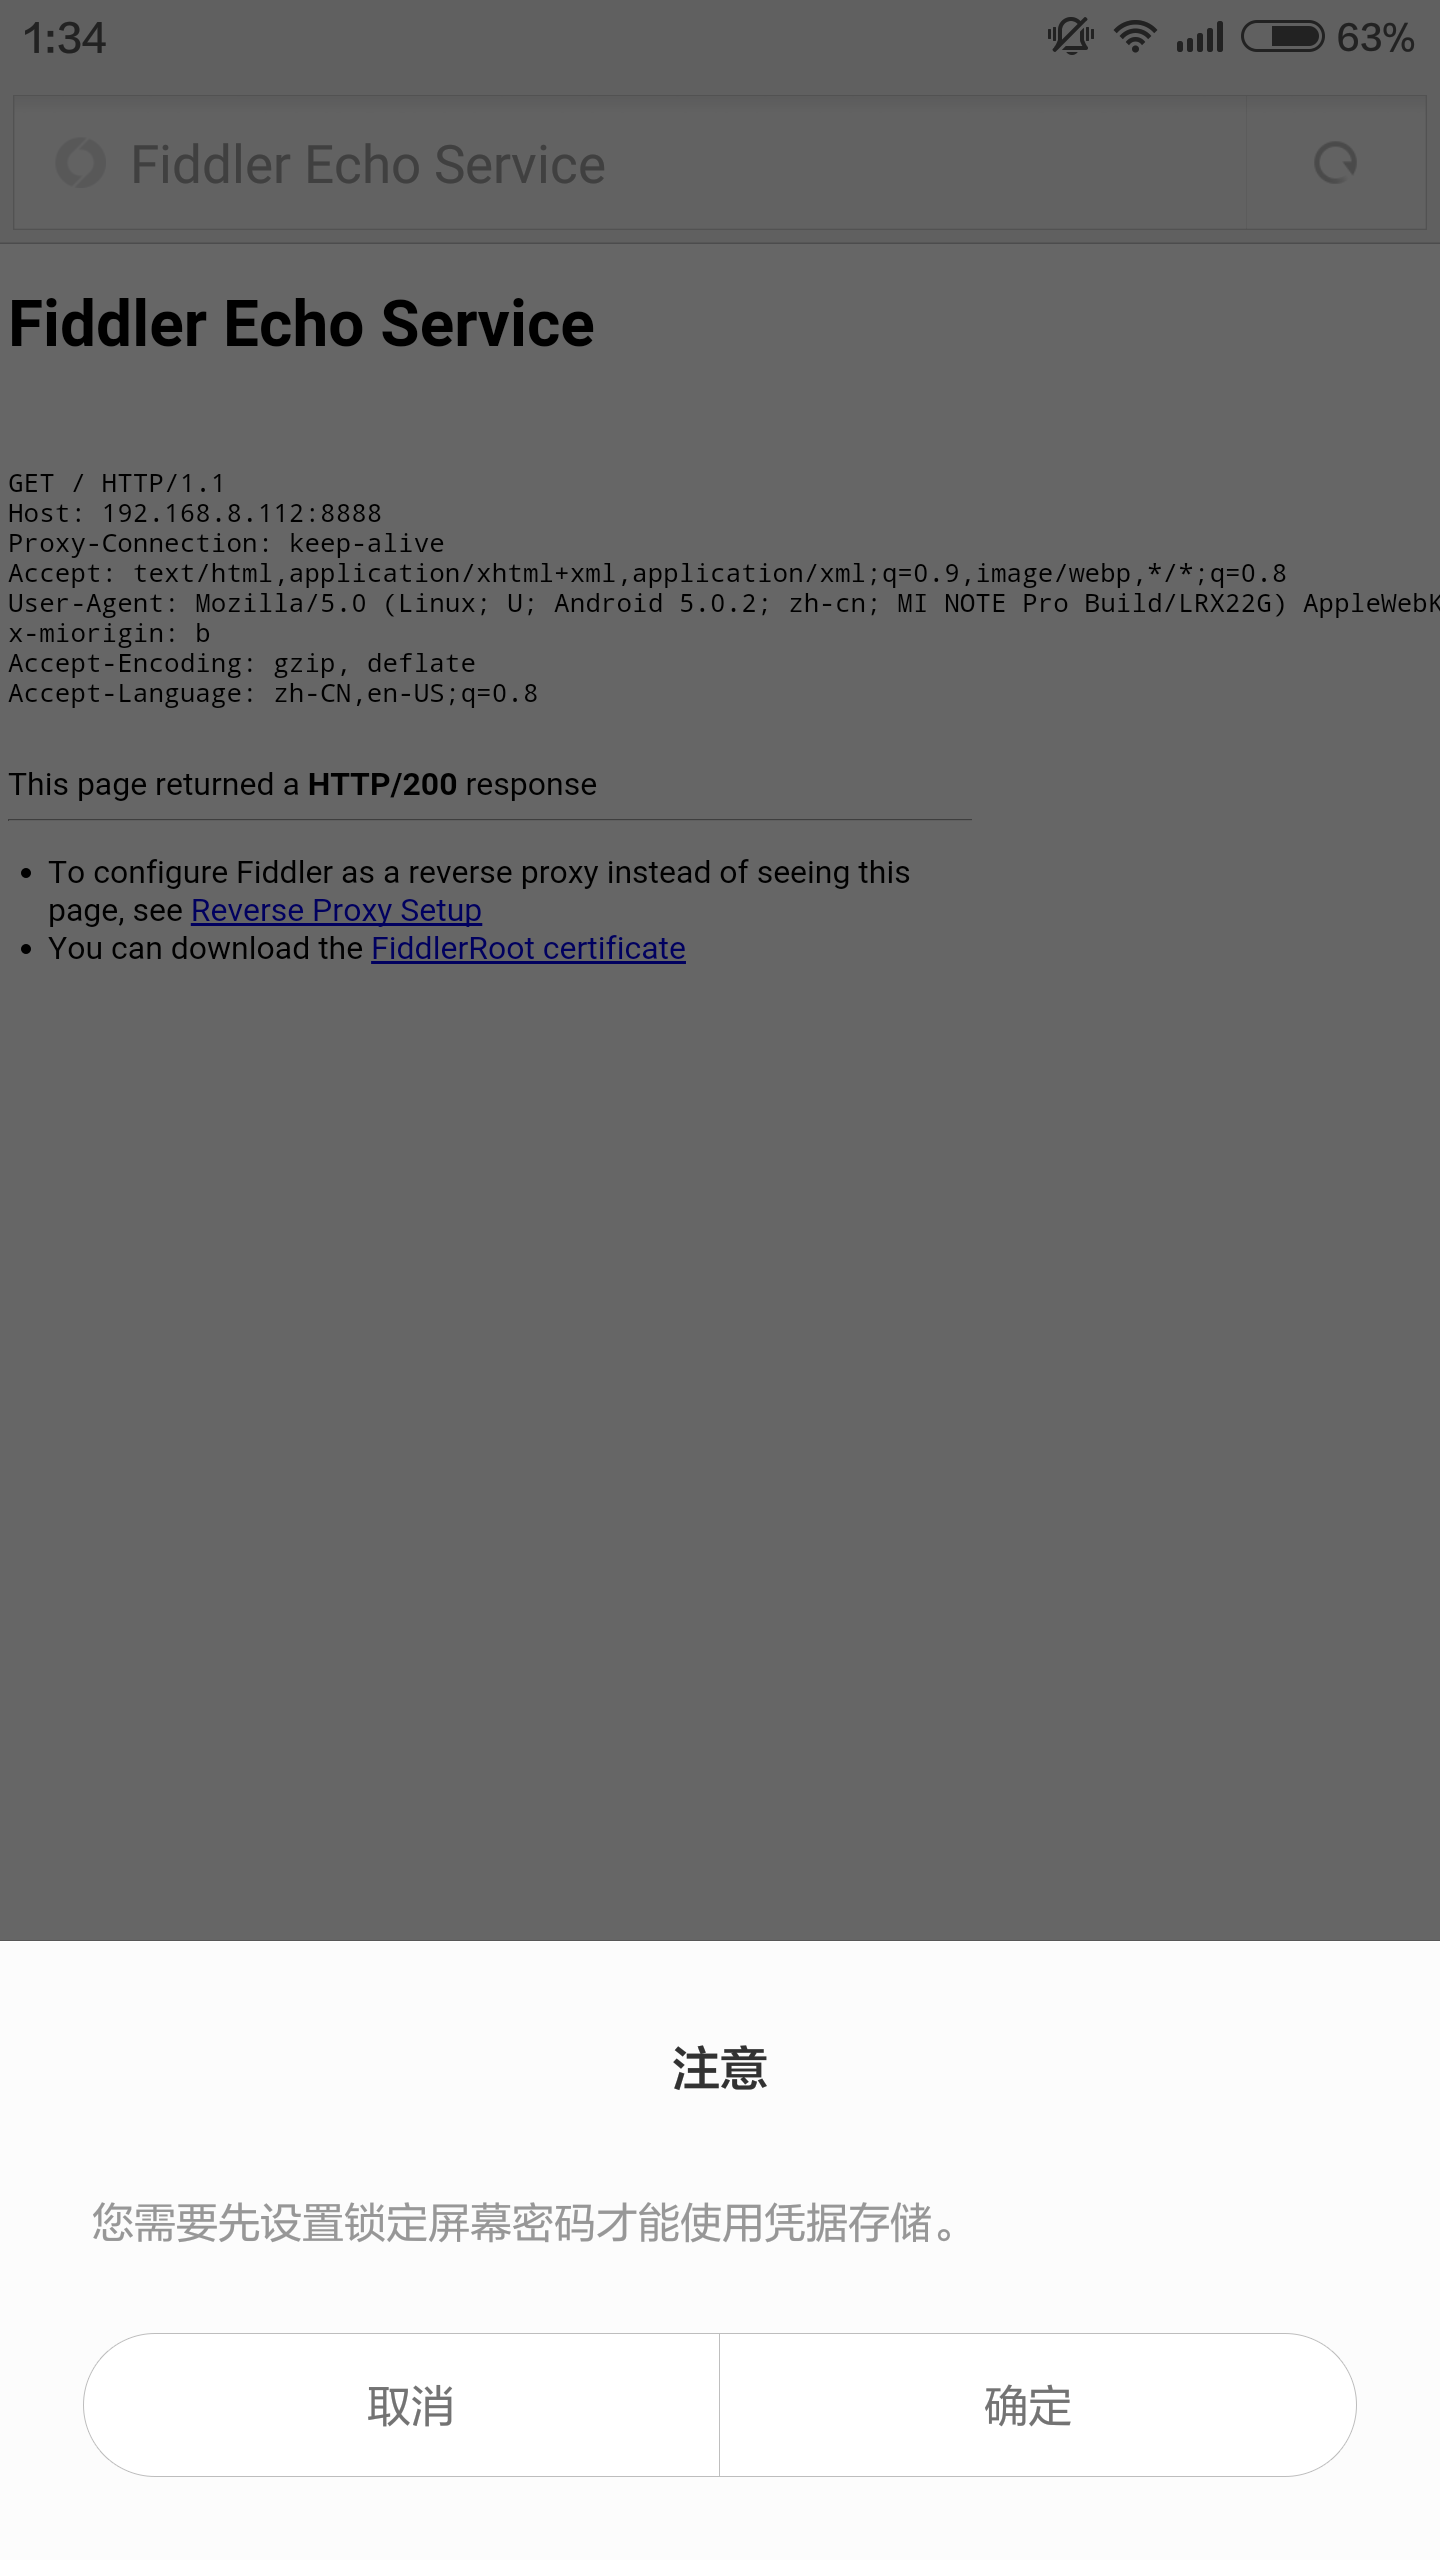 1:34
63%
Fiddler Echo Service
Fiddler Echo Service
GET / HTTP/1.1
Host: 192.168.8.112:8888
Proxy-Connection: keep-alive
Accept: text/html,application/xhtml+xml,application/xml;q=0.9,image/webp,*/*;q=0.8
User-Agent: Mozilla/5.0 (Linux; U; Android 5.0.2; zh-cn; MI NOTE Pro Build/LRX22G) AppleWebK
x-miorigin: b
Accept-Encoding: gzip, deflate
Accept-Language: zh-CN,en-US;q=0.8
This page returned a HTTP/200 response
• To configure Fiddler as a reverse proxy instead of seeing this
page, see Reverse Proxy Setup
• You can download the FiddlerRoot certificate
注意
您需要先设置锁定屏幕密码才能使用凭据存储。
取消
确定